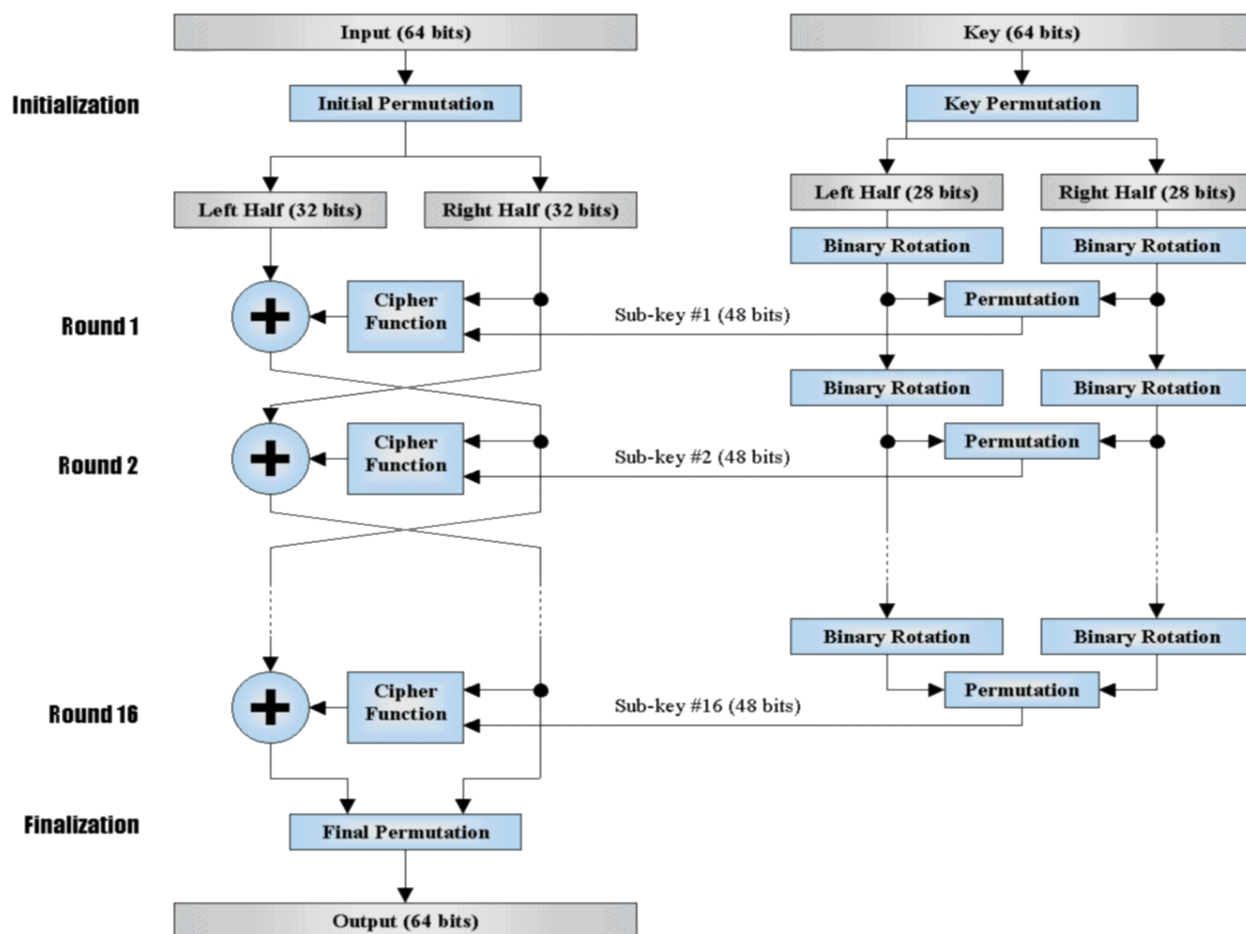 Input (64 bits)
Key (64 bits)
Initialization
Initial Permutation
Key Permutation
Left Half (32 bits)
Right Half (32 bits)
Left Half (28 bits)
Right Half (28 bits)
Binary Rotation
Binary Rotation
Round 1
Cipher
Function
Sub-key #1 (48 bits)
Permutation
Binary Rotation
Binary Rotation
Round 2
Cipher
Function
Sub-key #2 (48 bits)
Permutation
Binary Rotation
Binary Rotation
Round 16
Cipher
Function
Sub-key #16 (48 bits)
Permutation
Finalization
Final Permutation
Output (64 bits)